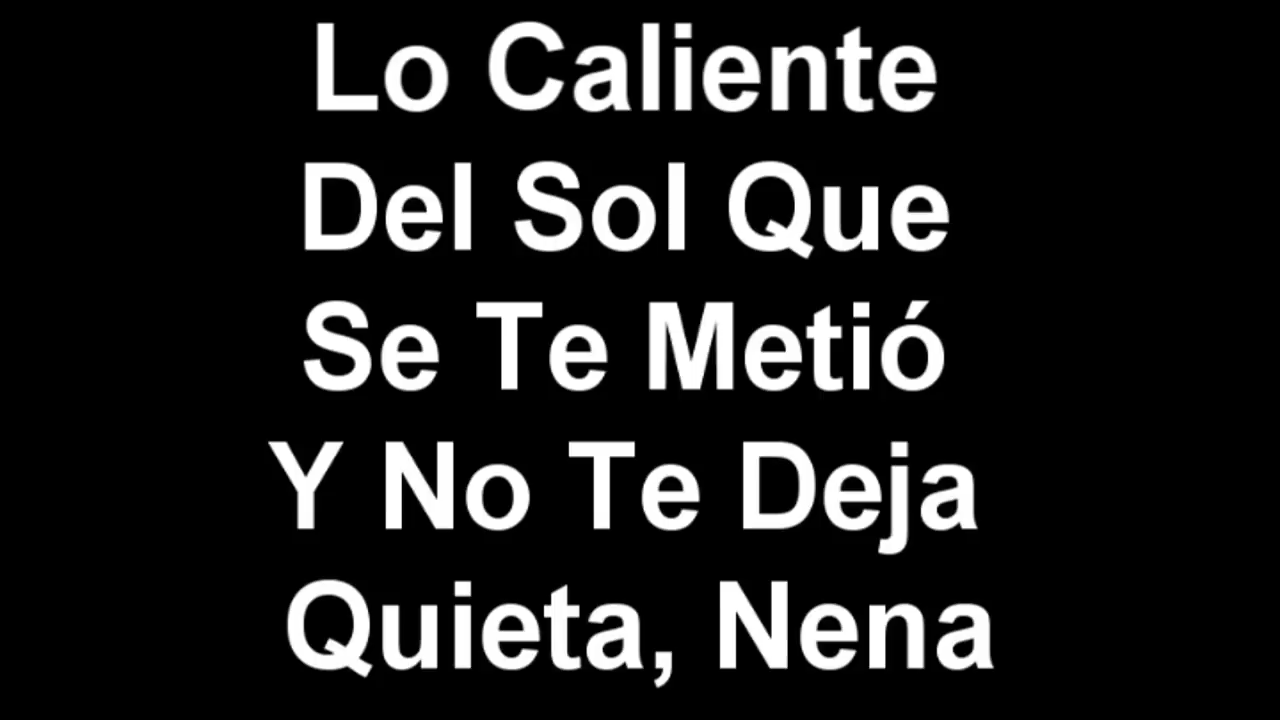 Lo Caliente
Del Sol Que
Se Te Metió
Y No Te Deja
Quieta, Nena